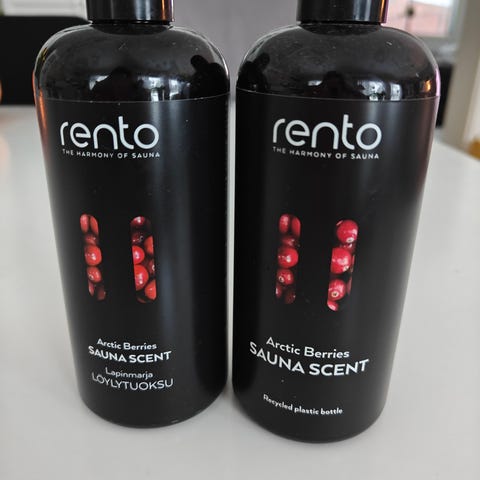 rento
THE HARMONY OF SAUNA
Arctic Berries
SAUNA SCENT
Lapinmarja
LÖYLYTUOKSU
rento
THE HARMONY OF SAUNA
Arctic Berries
SAUNA SCENT
Recycled plastic bottle